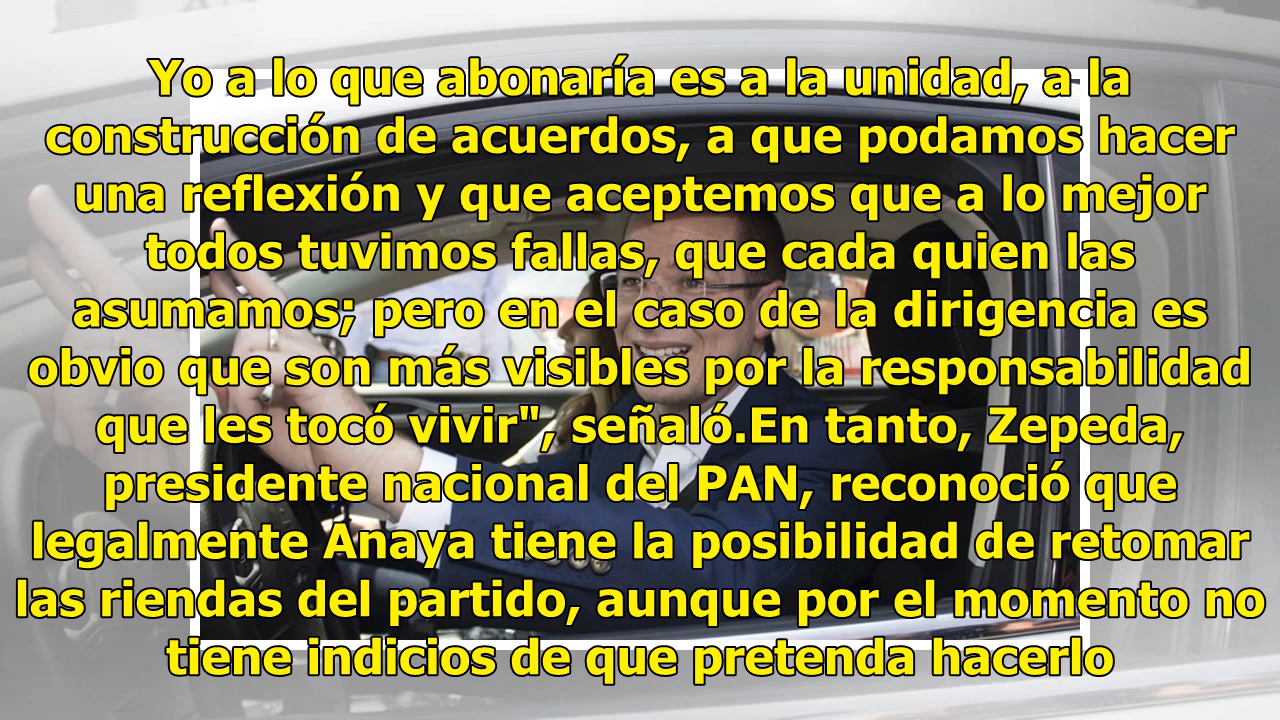 Yo a lo que abonaría es a la unidad, a la
construcción de acuerdos, a que podamos hacer
una reflexión y que aceptemos que a lo mejor
todos tuvimos fallas, que cada quien las
asumamos; pero en el caso de la dirigencia es
obvio que son más visibles por la responsabilidad
que les tocó vivir", señaló.En tanto, Zepeda,
presidente nacional del PAN, reconoció que
legalmente Anaya tiene la posibilidad de retomar
las riendas del partido, aunque por el momento no
tiene indicios de que pretenda hacerlo